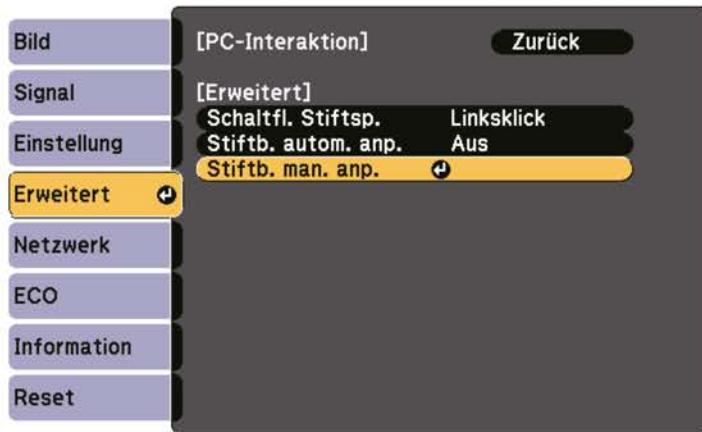 Bild
Signal
Einstellung
Erweitert
Netzwerk
ECO
Information
Reset
[PC-Interaktion] Zurück
[Erweitert]
Schaltfl. Stiftsp. Linksklick
Stiftb. autom. anp. Aus
Stiftb. man. anp.